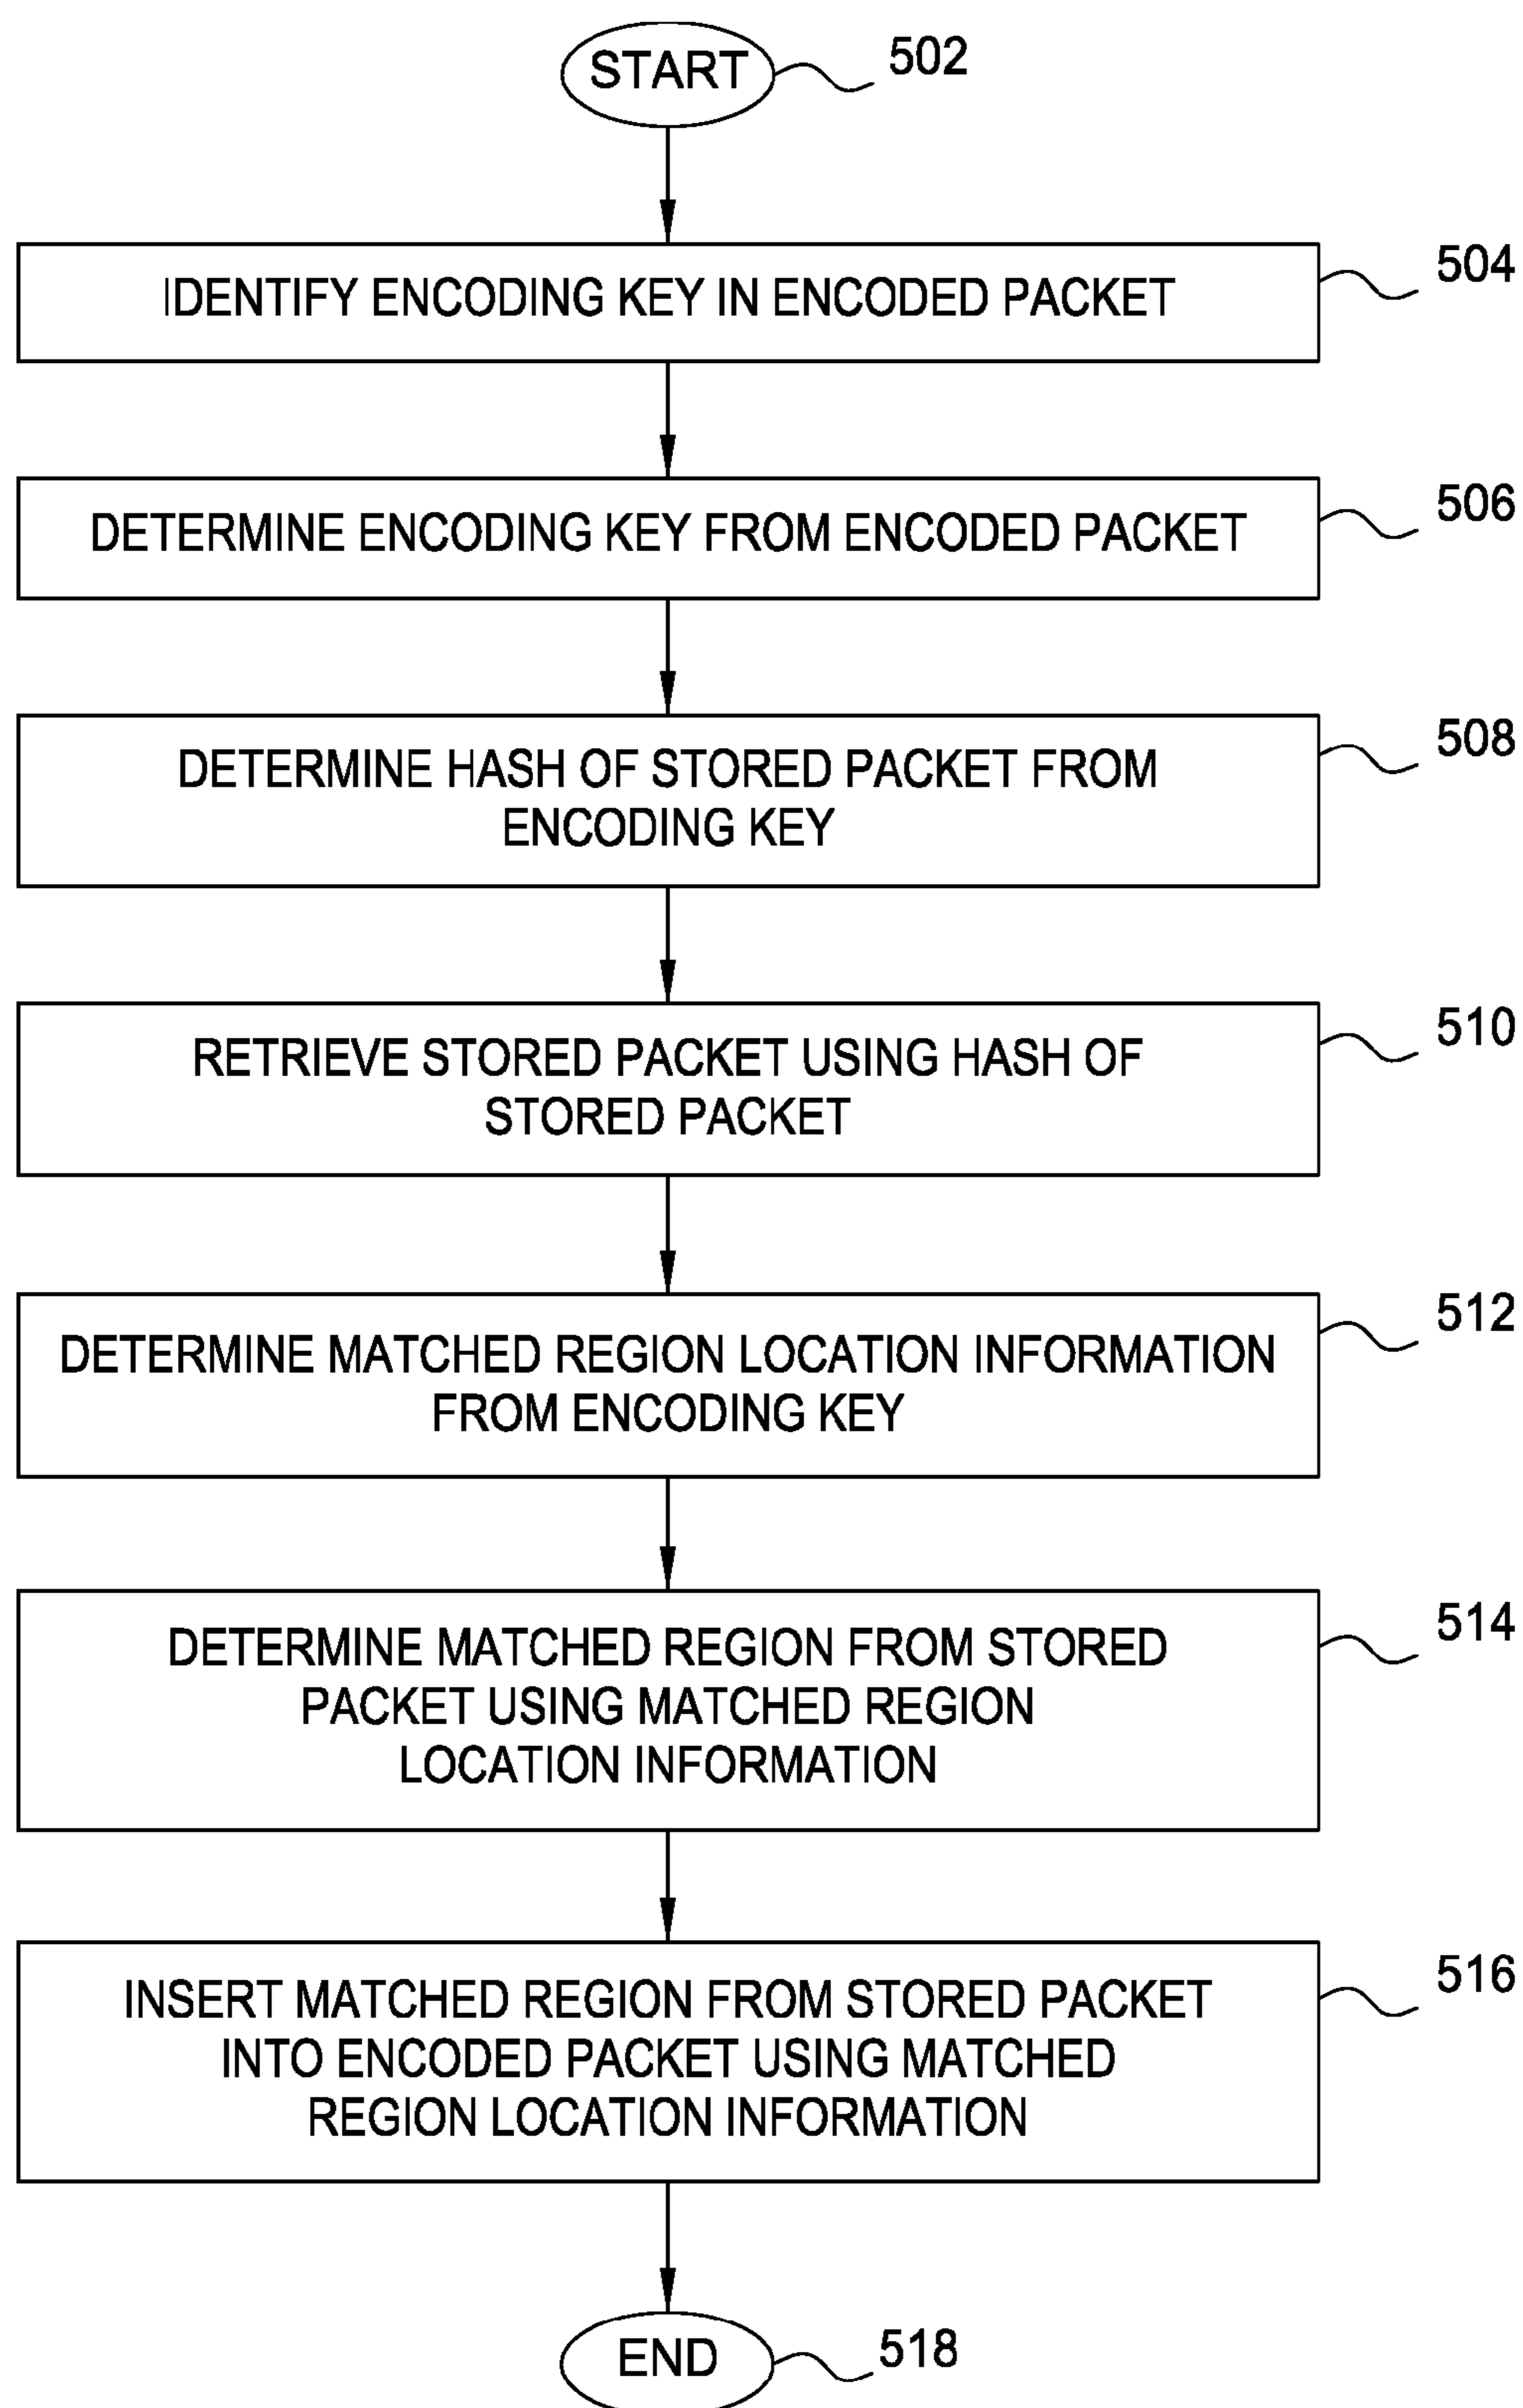 START
502
IDENTIFY ENCODING KEY IN ENCODED PACKET
504
DETERMINE ENCODING KEY FROM ENCODED PACKET
506
DETERMINE HASH OF STORED PACKET FROM
ENCODING KEY
508
RETRIEVE STORED PACKET USING HASH OF
STORED PACKET
510
DETERMINE MATCHED REGION LOCATION INFORMATION
FROM ENCODING KEY
512
DETERMINE MATCHED REGION FROM STORED
PACKET USING MATCHED REGION
LOCATION INFORMATION
514
INSERT MATCHED REGION FROM STORED PACKET
INTO ENCODED PACKET USING MATCHED
REGION LOCATION INFORMATION
516
END
518